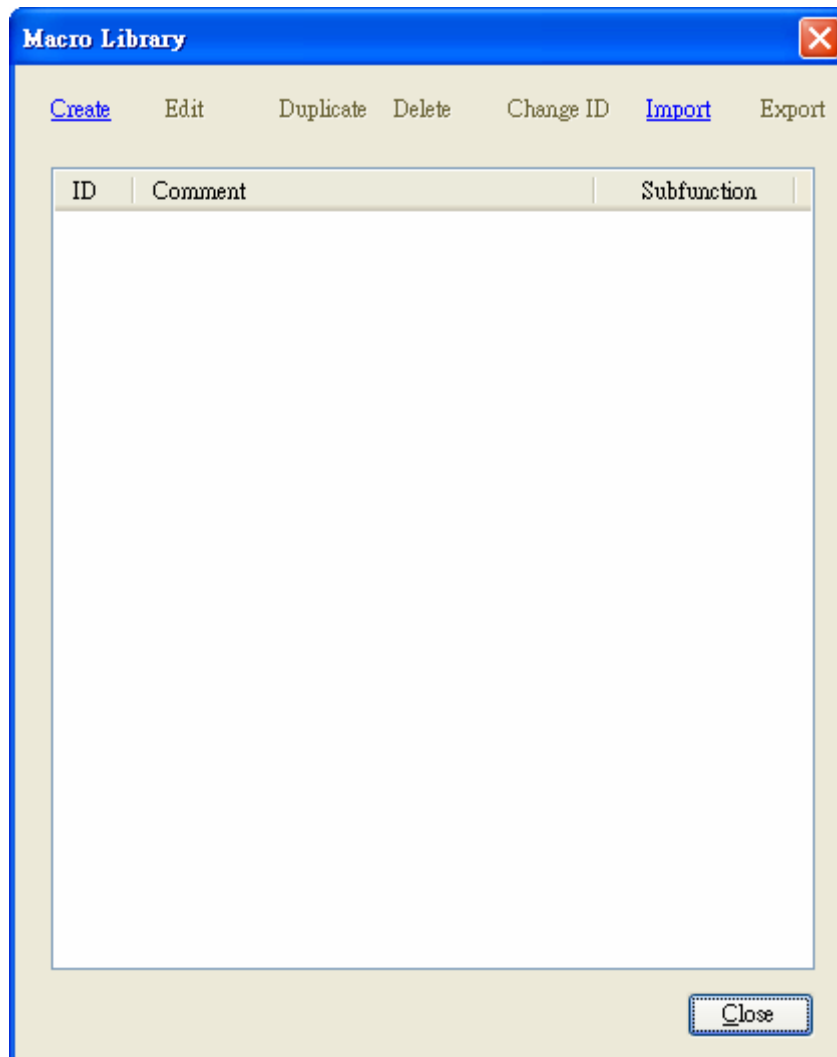 Macro Library
Create Edit Duplicate Delete Change ID Import Export
ID Comment Subfunction
Close